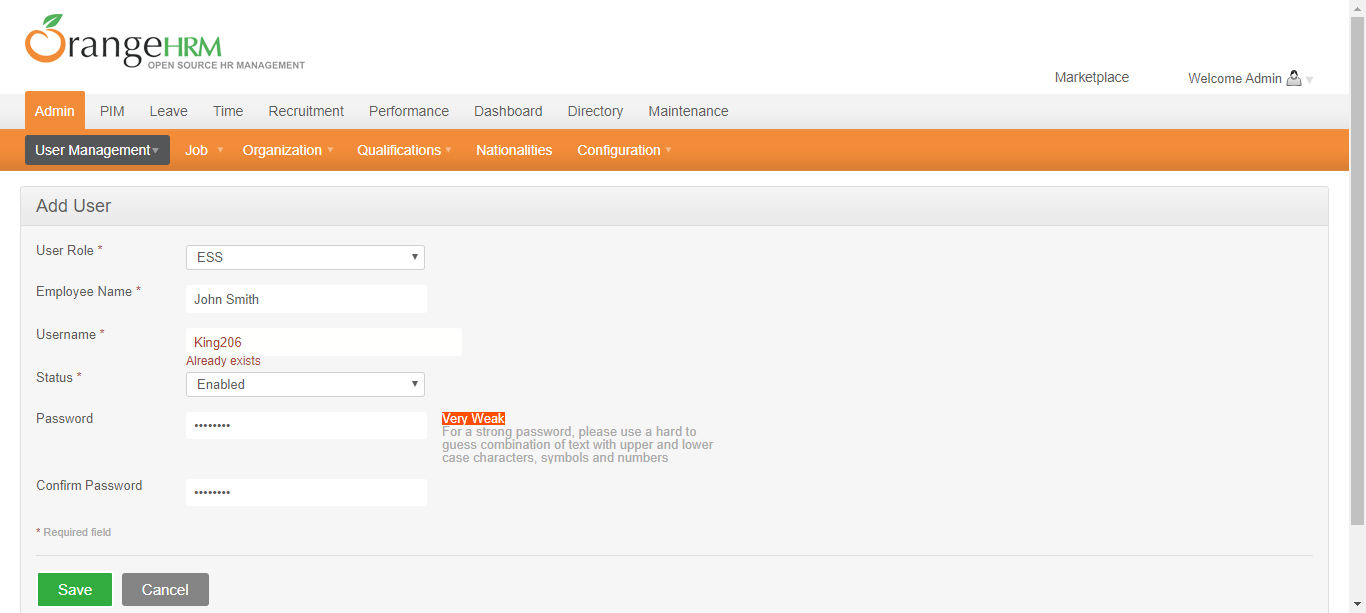 OrangeHRM
OPEN SOURCE HR MANAGEMENT
Marketplace Welcome Admin
Admin PIM Leave Time Recruitment Performance Dashboard Directory Maintenance
User Management Job Organization Qualifications Nationalities Configuration
Add User
User Role * ESS
Employee Name * John Smith
Username * King206
Already exists
Status * Enabled
Password •••••••• Very Weak
For a strong password, please use a hard to
guess combination of text with upper and lower
case characters, symbols and numbers
Confirm Password ••••••••
* Required field
Save Cancel